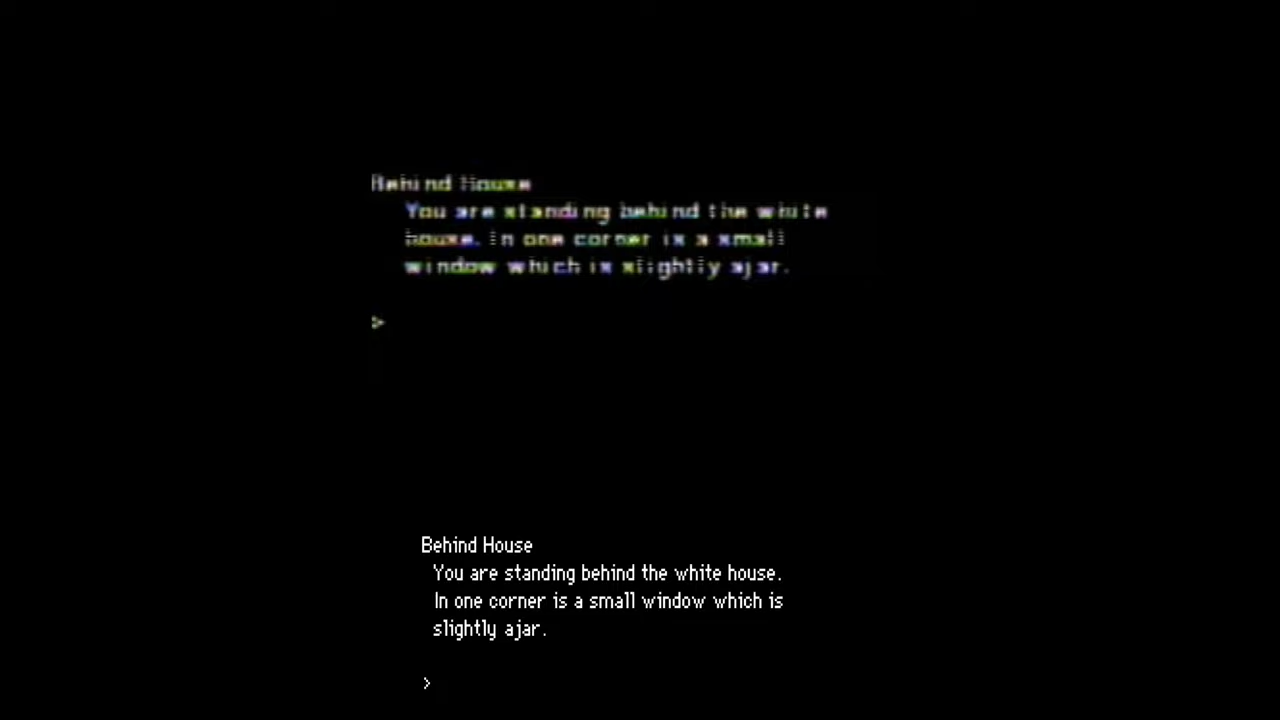 Behind House
You are standing behind the white
house. In one corner is a small
window which is slightly ajar.
>
Behind House
You are standing behind the white house.
In one corner is a small window which is
slightly ajar.
>